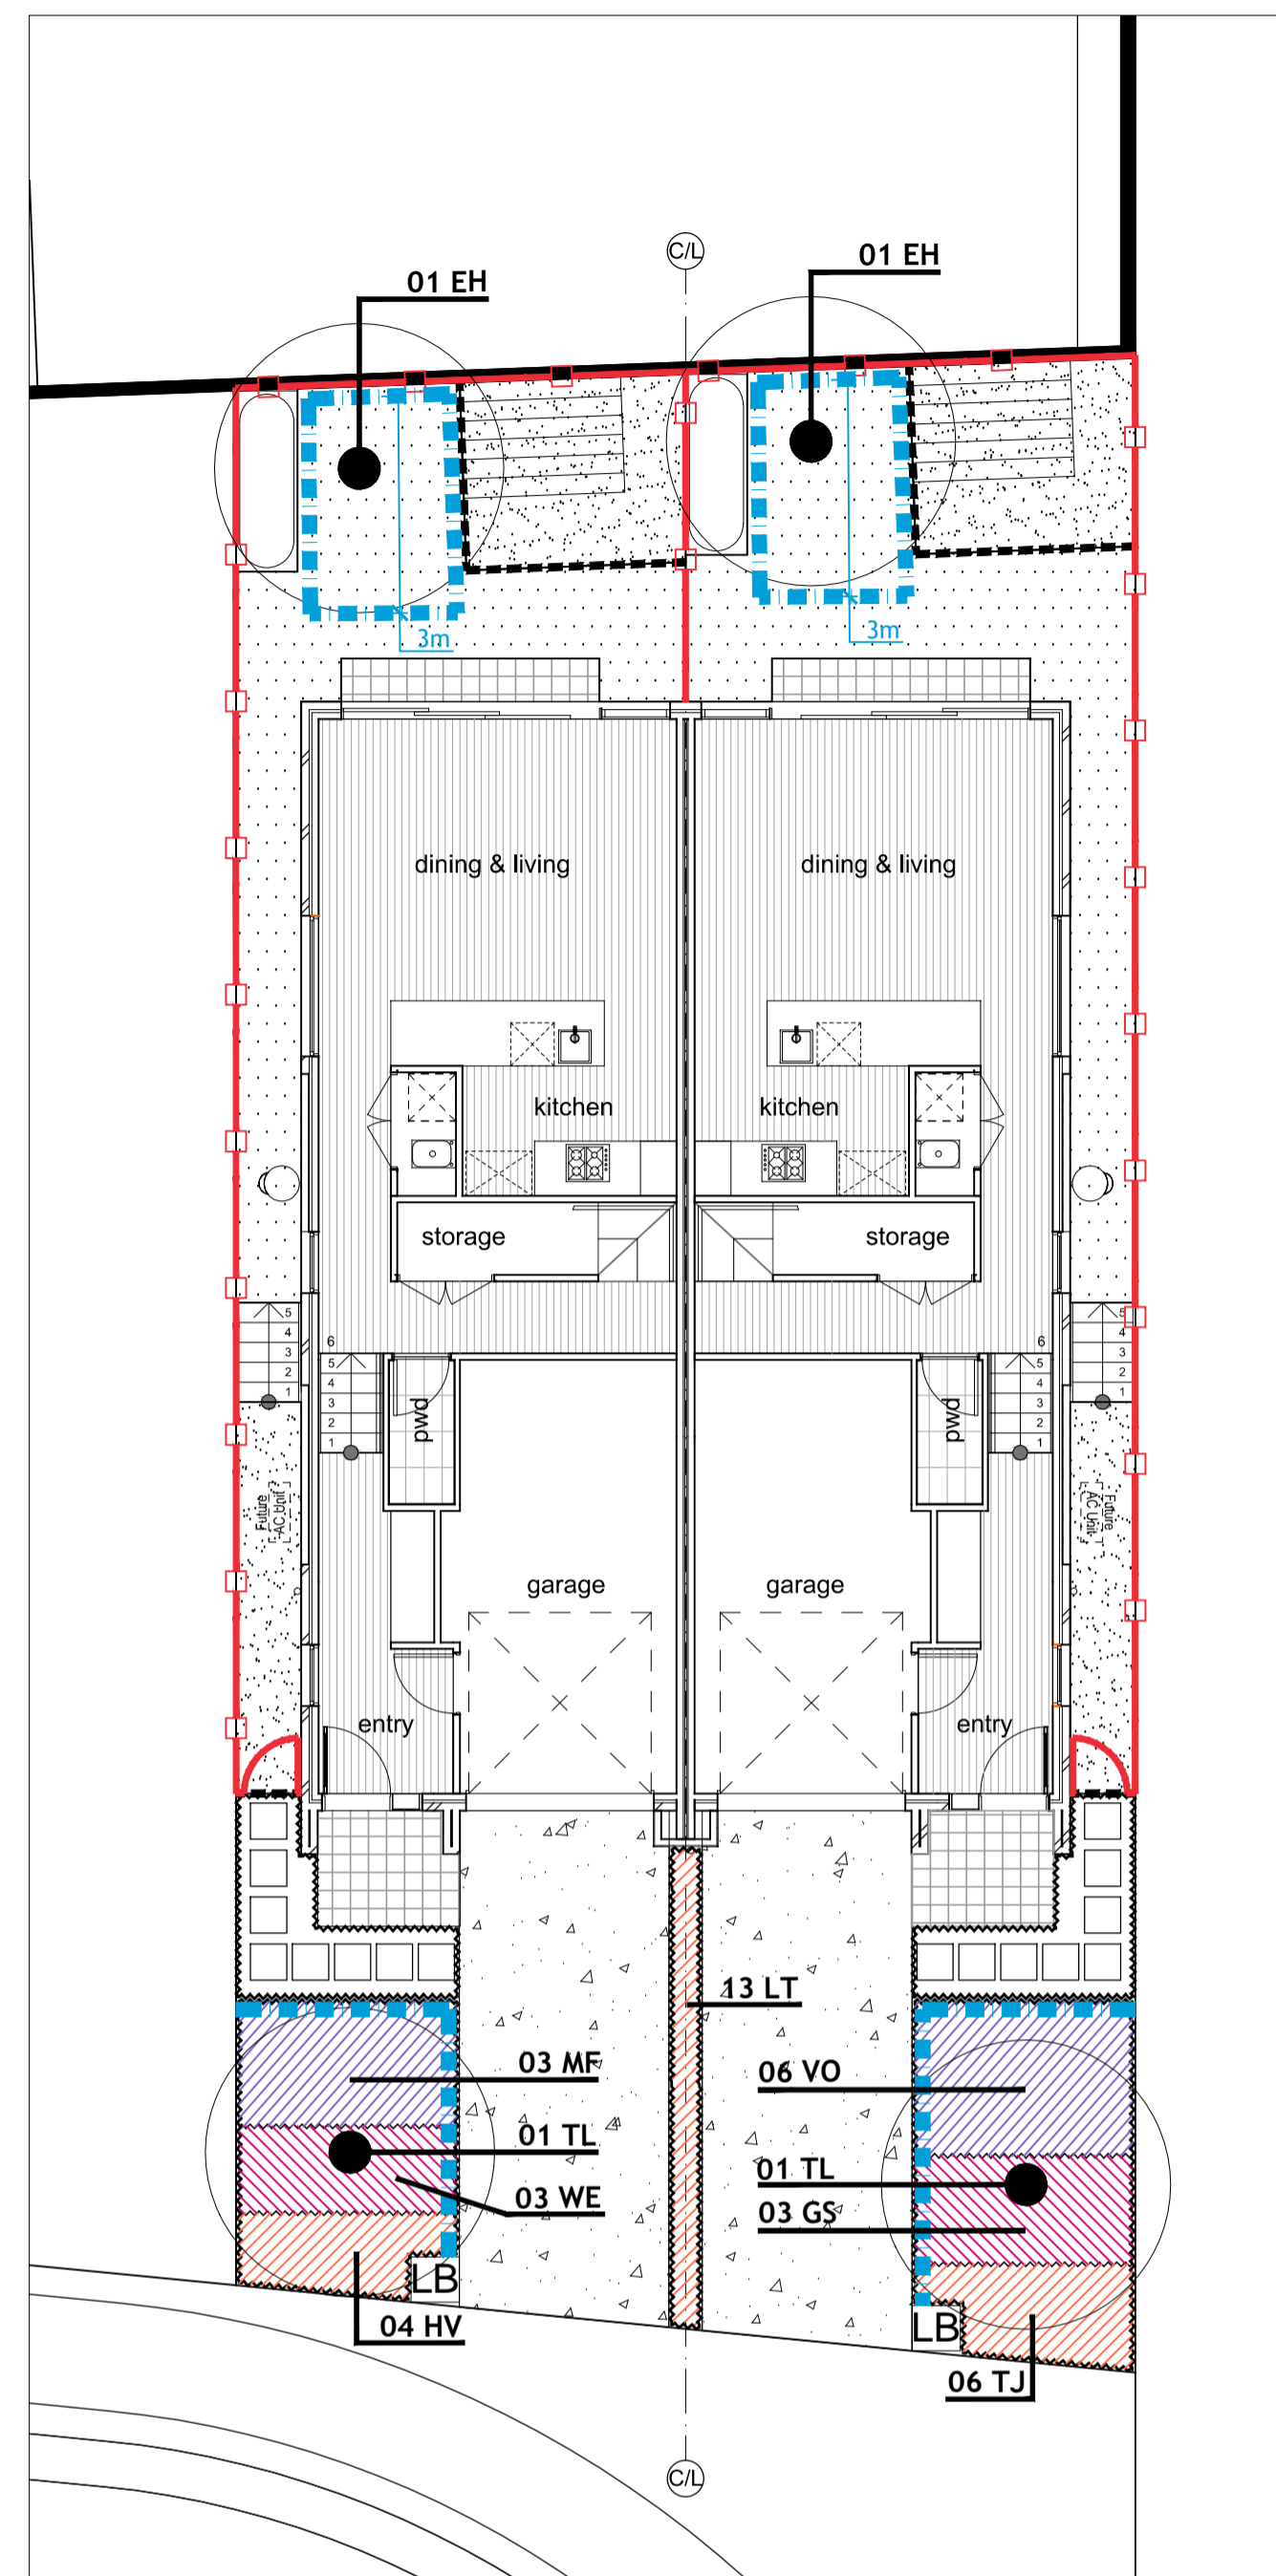 C/L
01 EH
01 EH
3m
3m
dining & living
dining & living
kitchen
kitchen
storage
storage
5
4
3
2
1
6
5
4
3
2
1
6
5
4
3
2
1
5
4
3
2
1
pwd
pwd
Future
AC Unit
Future
AC Unit
garage
garage
entry
entry
13 LT
03 MF
06 VO
01 TL
01 TL
03 WE
03 GS
LB
LB
04 HV
06 TJ
C/L